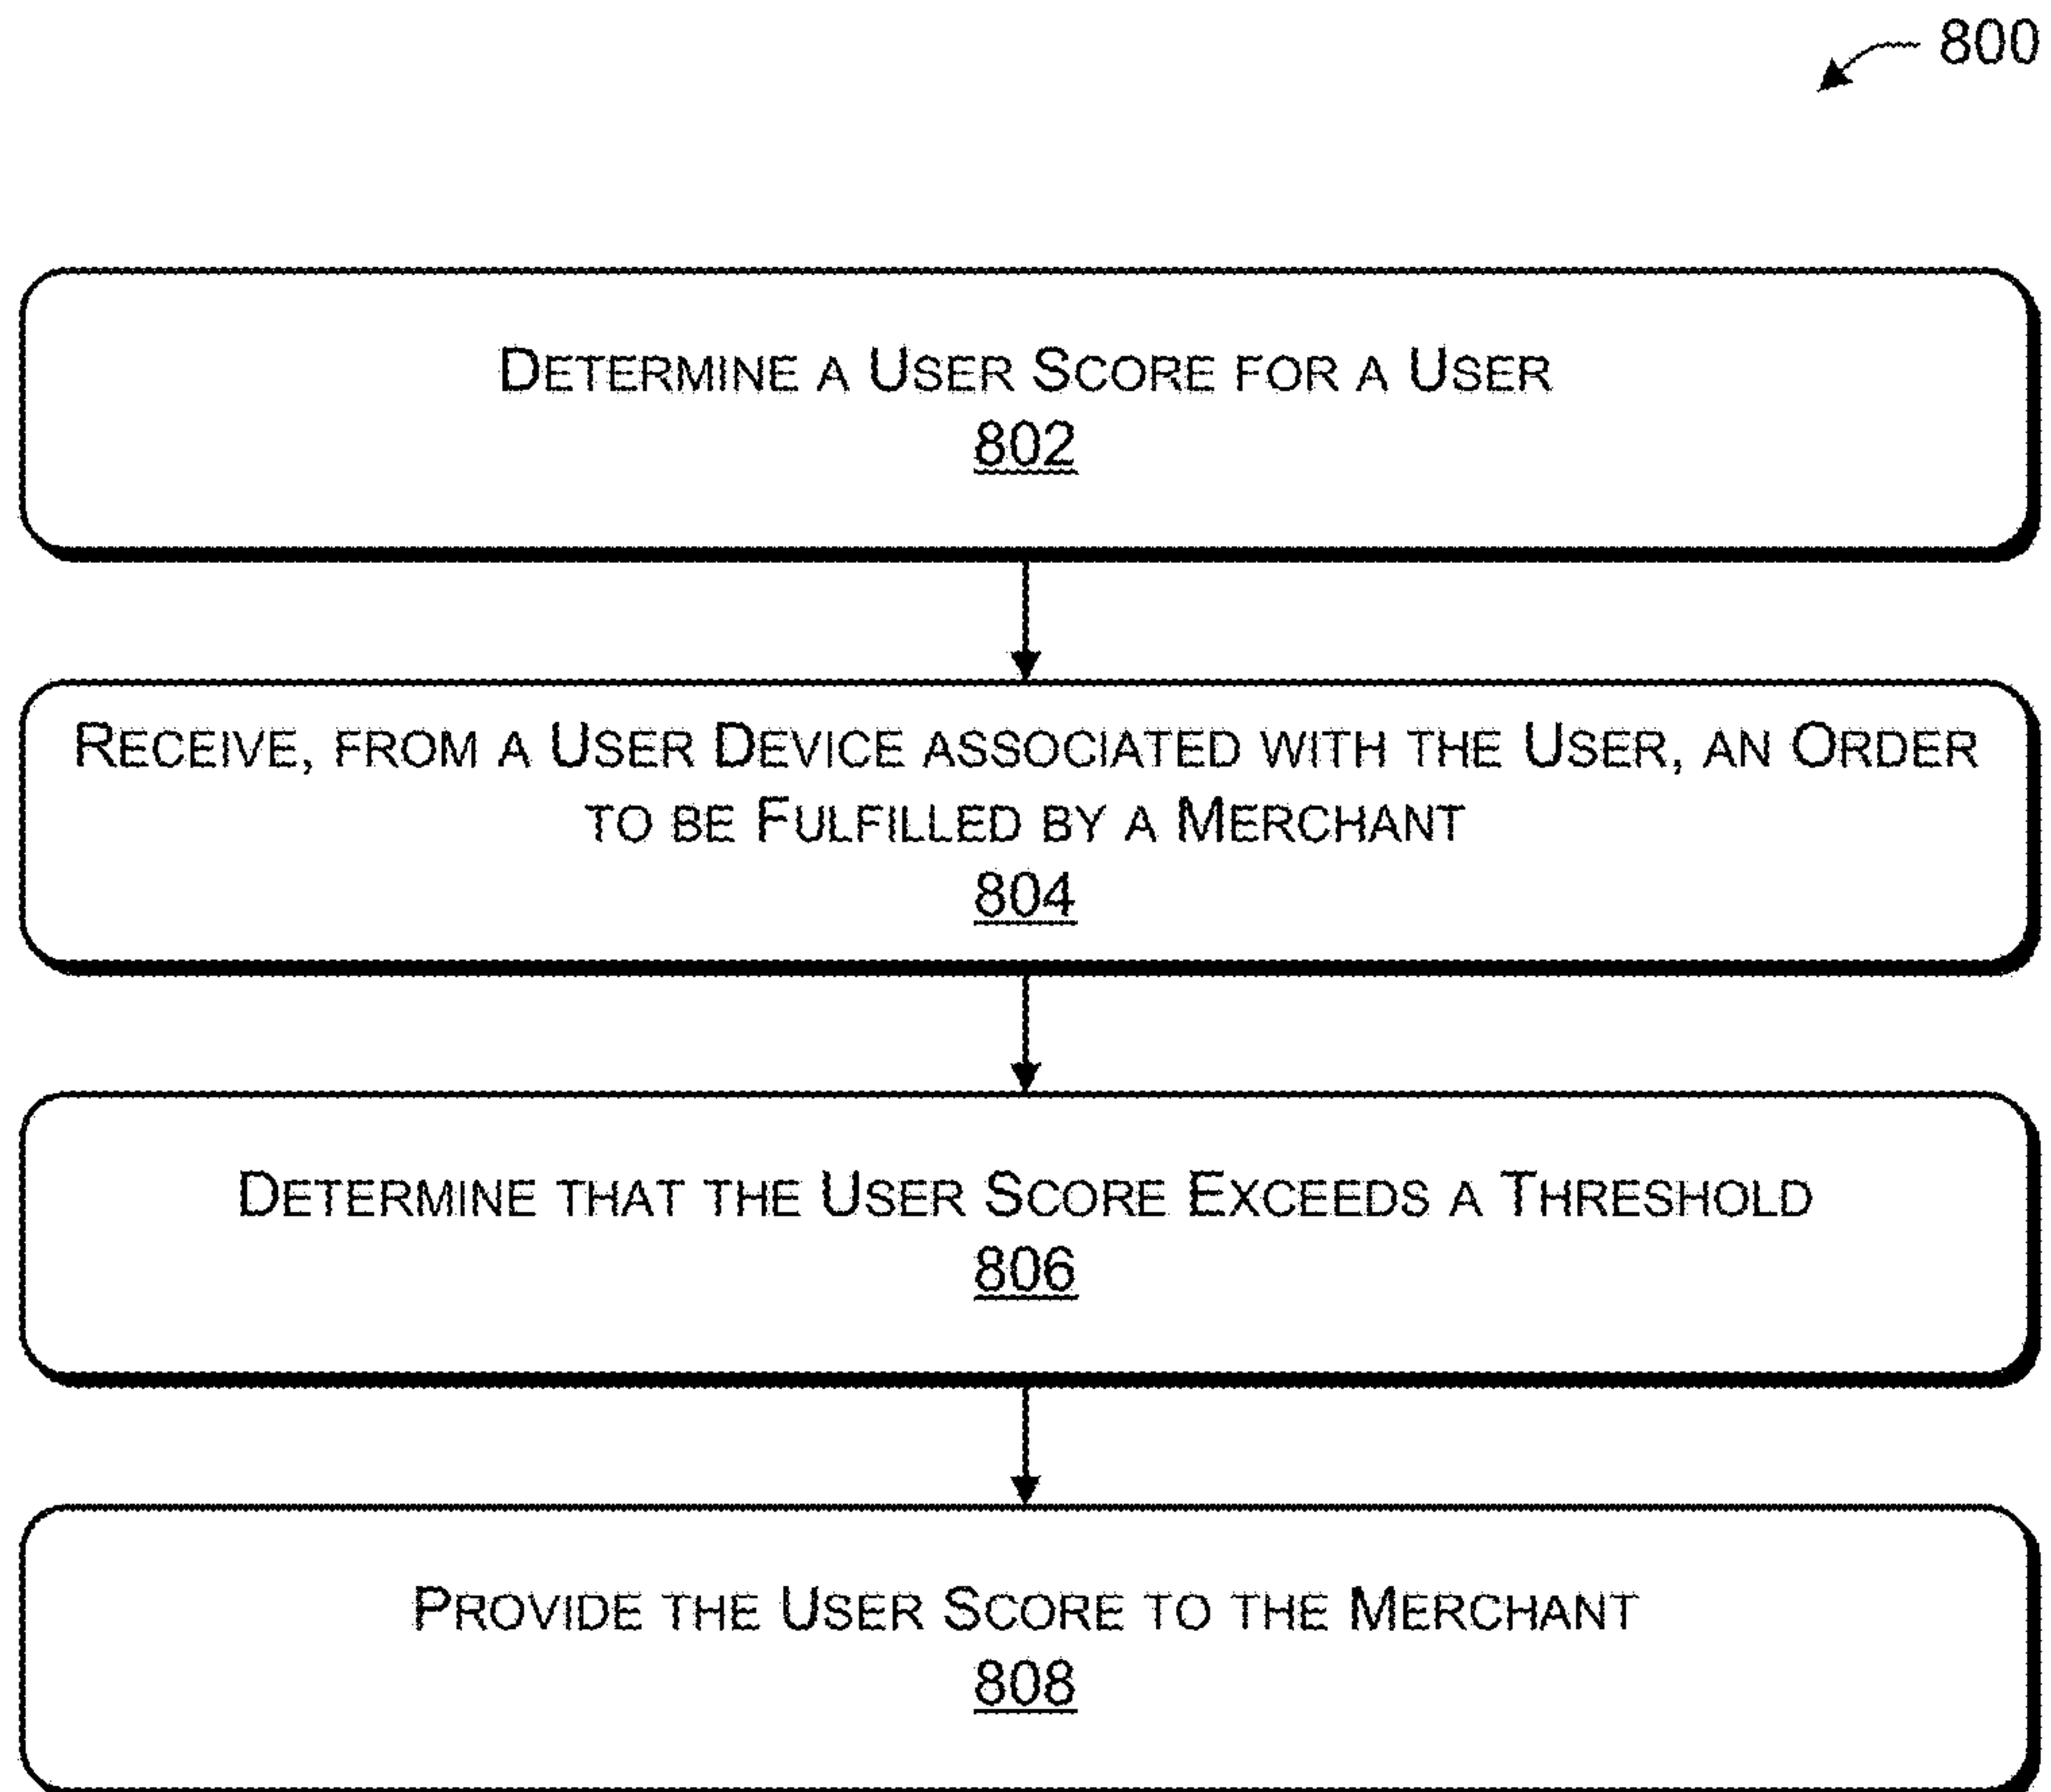 800
DETERMINE A USER SCORE FOR A USER
802
RECEIVE, FROM A USER DEVICE ASSOCIATED WITH THE USER, AN ORDER
TO BE FULFILLED BY A MERCHANT
804
DETERMINE THAT THE USER SCORE EXCEEDS A THRESHOLD
806
PROVIDE THE USER SCORE TO THE MERCHANT
808